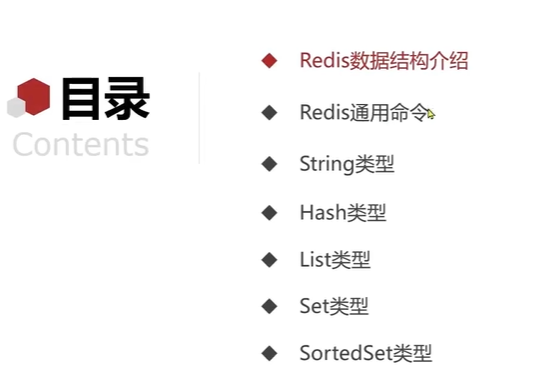 目录
Contents
Redis数据结构介绍
Redis通用命令
String类型
Hash类型
List类型
Set类型
SortedSet类型